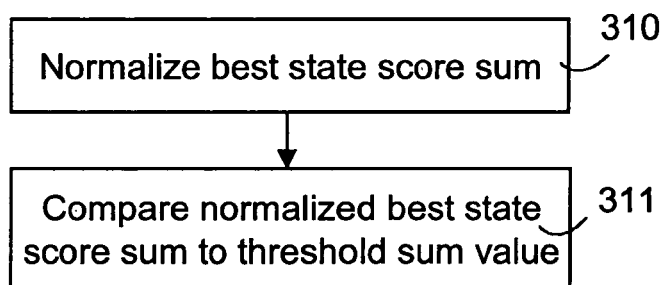 310
Normalize best state score sum
Compare normalized best state
score sum to threshold sum value
311